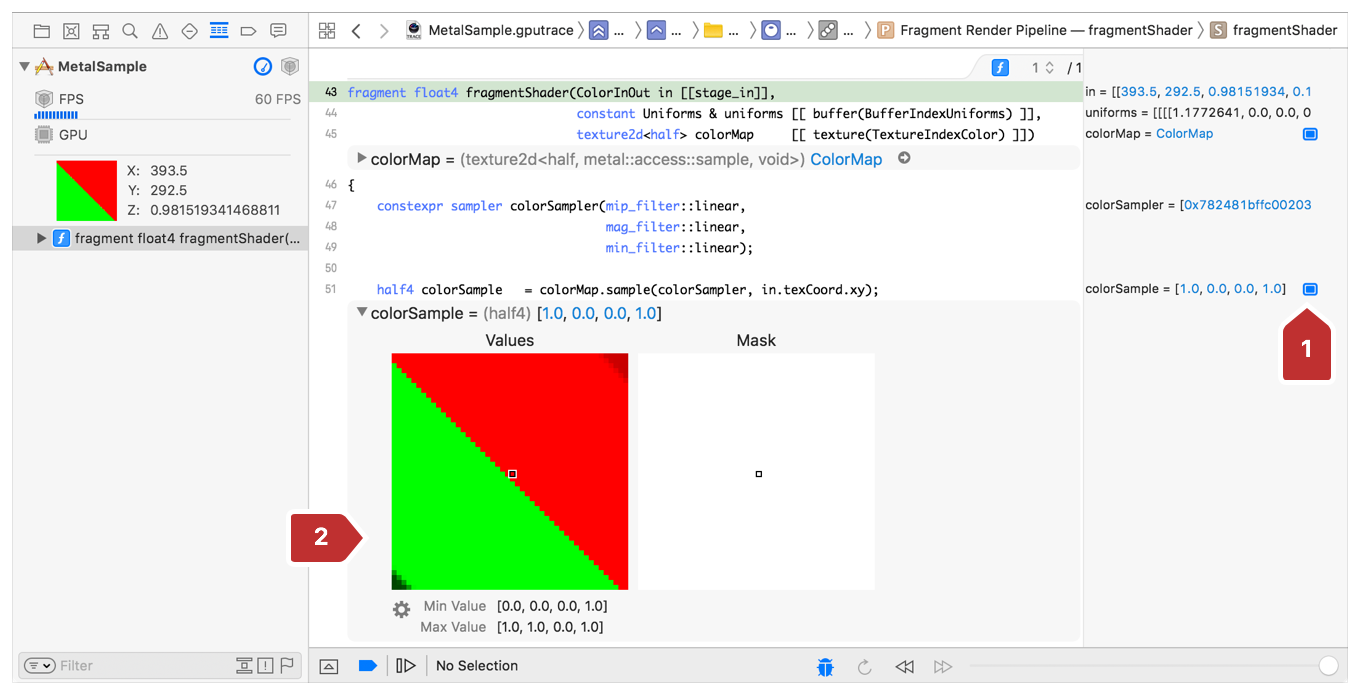 MetalSample.gputrace
...
...
...
...
...
P Fragment Render Pipeline — fragmentShader
S fragmentShader
MetalSample
FPS 60 FPS
GPU
X: 393.5
Y: 292.5
Z: 0.981519341468811
f fragment float4 fragmentShader(...
f 1 /1
43 fragment float4 fragmentShader(ColorInOut in [[stage_in]],
44 constant Uniforms & uniforms [[ buffer(BufferIndexUniforms) ]],
45 texture2d<half> colorMap [[ texture(TextureIndexColor) ]])
colorMap = (texture2d<half, metal::access::sample, void>) ColorMap
46 {
47 constexpr sampler colorSampler(mip_filter::linear,
48 mag_filter::linear,
49 min_filter::linear);
50
51 half4 colorSample = colorMap.sample(colorSampler, in.texCoord.xy);
colorSample = (half4) [1.0, 0.0, 0.0, 1.0]
Values Mask
Min Value [0.0, 0.0, 0.0, 1.0]
Max Value [1.0, 1.0, 0.0, 1.0]
in = [[393.5, 292.5, 0.98151934, 0.1
uniforms = [[[[1.1772641, 0.0, 0.0, 0
colorMap = ColorMap
colorSampler = [0x782481bffc00203
colorSample = [1.0, 0.0, 0.0, 1.0]
1
2
Filter
No Selection